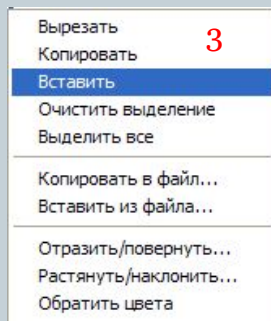 Вырезать
3
Копировать
Вставить
Очистить выделение
Выделить все
Копировать в файл...
Вставить из файла...
Отразить/повернуть...
Растянуть/наклонить...
Обратить цвета